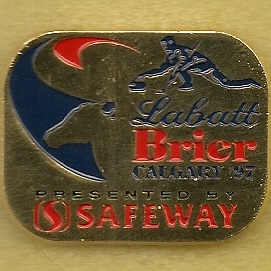 Labatt
Brier
CALGARY '97
PRESENTED BY
S SAFEWAY